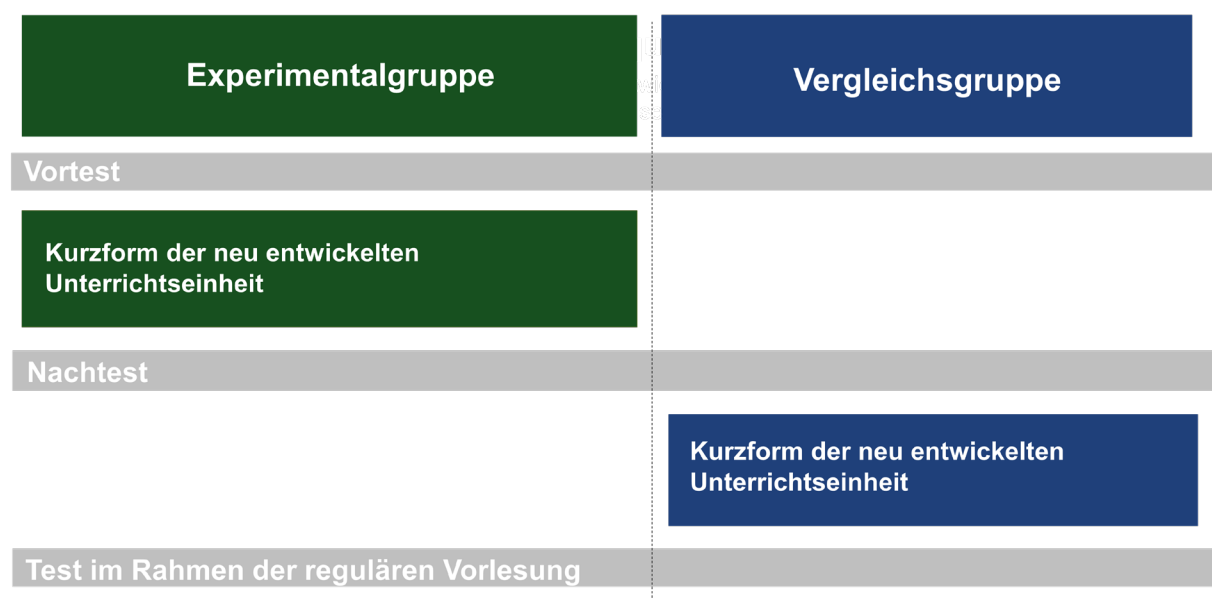 Experimentalgruppe
Vergleichsgruppe
Vortest
Kurzform der neu entwickelten
Unterrichtseinheit
Nachtest
Kurzform der neu entwickelten
Unterrichtseinheit
Test im Rahmen der regulären Vorlesung